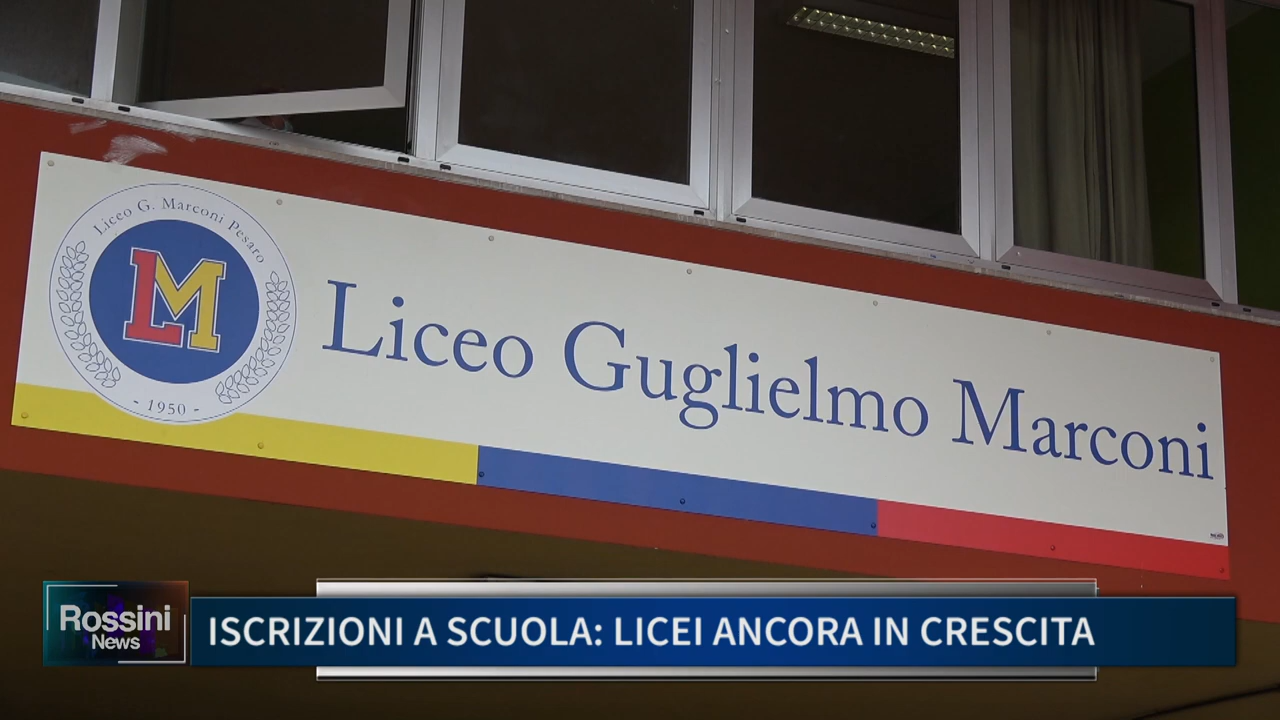 Liceo G. Marconi Pesaro
LM
- 1950 -
Liceo Guglielmo Marconi
Rossini
News
ISCRIZIONI A SCUOLA: LICEI ANCORA IN CRESCITA